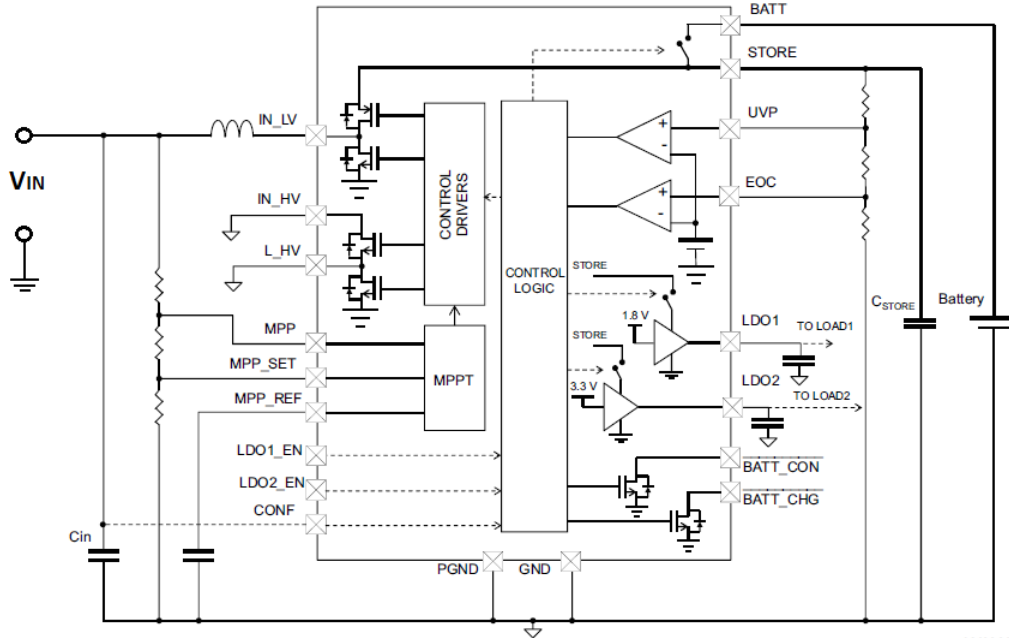 BATT
STORE
IN_LV
UVP
VIN
EOC
IN_HV
CONTROL
DRIVERS
L_HV
STORE
CONTROL
LOGIC
CSTORE
Battery
1.8 V
LDO1
TO LOAD1
MPP
STORE
MPP_SET
MPPT
LDO2
3.3 V
TO LOAD2
MPP_REF
LDO1_EN
BATT_CON
LDO2_EN
BATT_CHG
CONF
Cin
PGND
GND
+
-
+
-